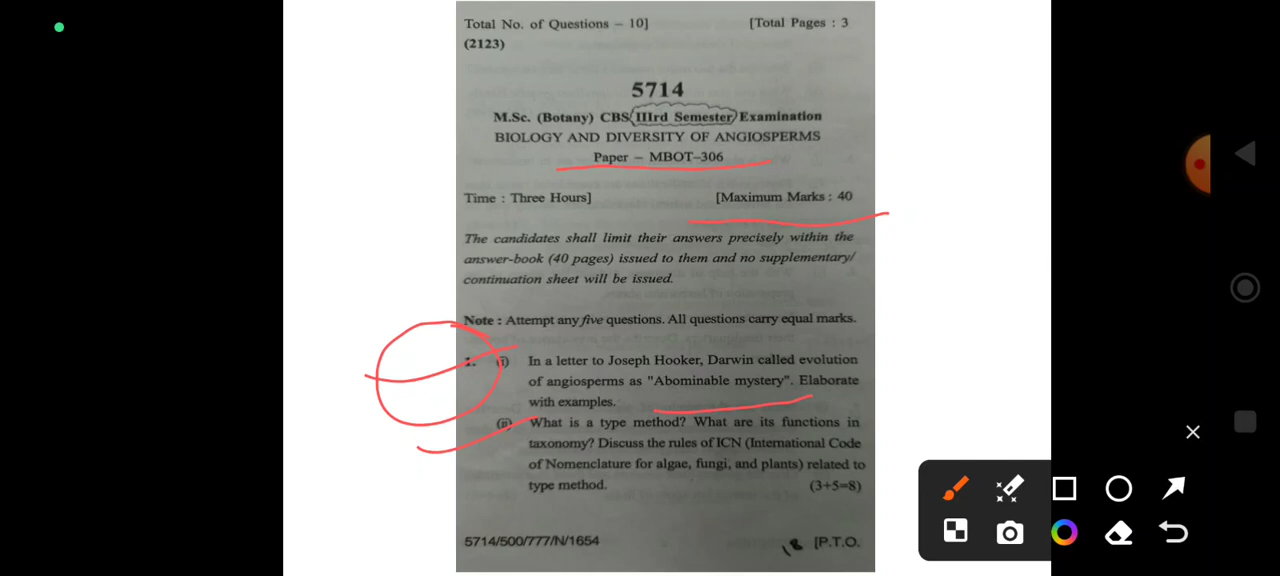 Total No. of Questions – 10] [Total Pages : 3
(2123)
5714
M.Sc. (Botany) CBS IIIrd Semester Examination
BIOLOGY AND DIVERSITY OF ANGIOSPERMS
Paper – MBOT–306
Time : Three Hours] [Maximum Marks : 40
The candidates shall limit their answers precisely within the
answer-book (40 pages) issued to them and no supplementary/
continuation sheet will be issued.
Note : Attempt any five questions. All questions carry equal marks.
1. (i) In a letter to Joseph Hooker, Darwin called evolution
of angiosperms as "Abominable mystery". Elaborate
with examples.
(ii) What is a type method? What are its functions in
taxonomy? Discuss the rules of ICN (International Code
of Nomenclature for algae, fungi, and plants) related to
type method. (3+5=8)
5714/500/777/N/1654 18 [P.T.O.